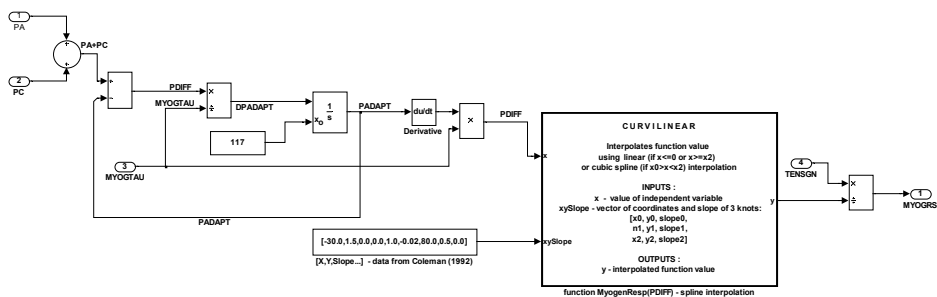 1
PA
PA+PC
2
PC
PDIFF
MYOGTAU
DPADAPT
117
xo
1
s
PADAPT
du/dt
Derivative
PDIFF
3
MYOGTAU
PADAPT
CURVILINEAR
Interpolates function value
using linear (if x<=0 or x>=x2)
or cubic spline (if x0>x<x2) interpolation
INPUTS :
x - value of independent variable
xySlope - vector of coordinates and slope of 3 knots:
[x0, y0, slope0,
n1, y1, slope1,
x2, y2, slope2]
OUTPUTS :
y - interpolated function value
x
xySlope
y
function MyogenResp(PDIFF) - spline interpolation
[-30.0,1.5,0.0,0.0,1.0,-0.02,80.0,0.5,0.0]
[X,Y,Slope...] - data from Coleman (1992)
4
TENSGN
1
MYOGRS